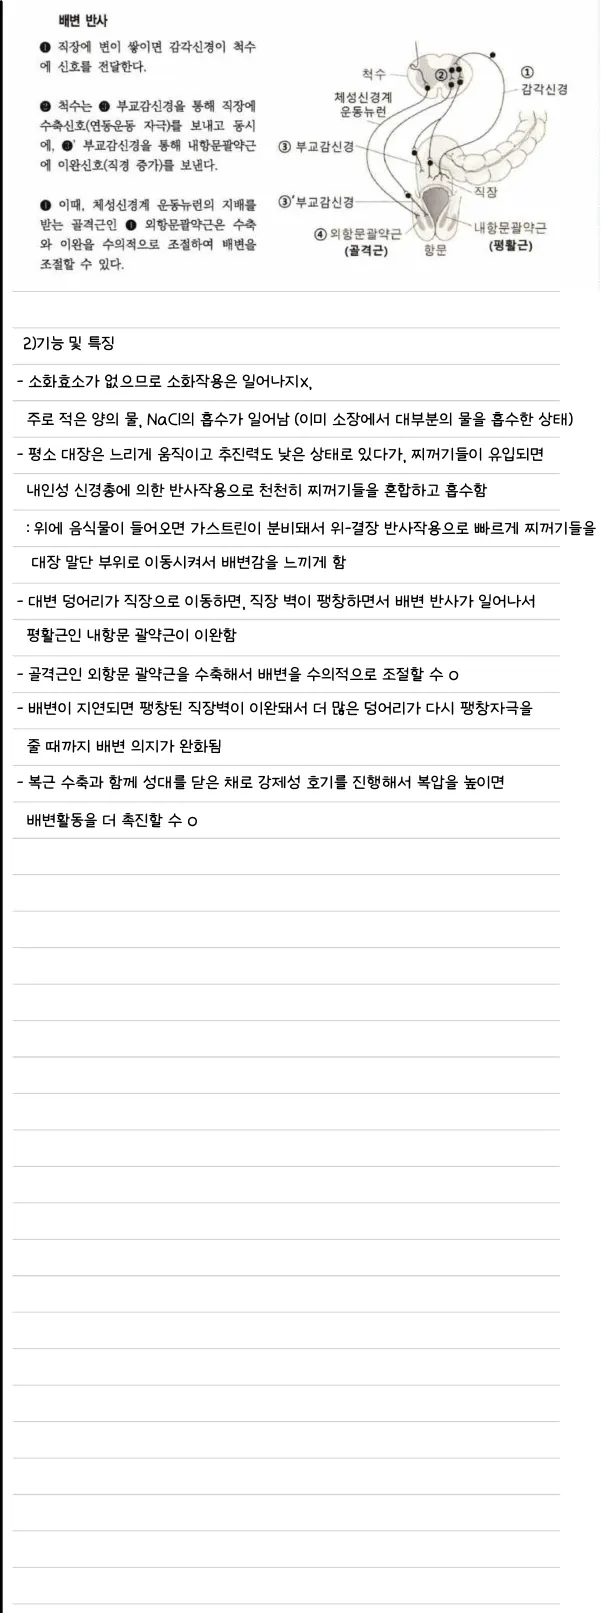 배변 반사
❶ 직장에 변이 쌓이면 감각신경이 척수
에 신호를 전달한다.
❷ 척수는 ❸ 부교감신경을 통해 직장에
수축신호(연동운동 자극)를 보내고 동시
에, ❸' 부교감신경을 통해 내항문괄약근
에 이완신호(직경 증가)를 보낸다.
이때, 체성신경계 운동뉴런의 지배를
받는 골격근인 외항문괄약근은 수축
와 이완을 수의적으로 조절하여 배변을
조절할 수 있다.
척수
②
①
감각신경
체성신경계
운동뉴런
③ 부교감신경
직장
③′부교감신경
④ 외항문괄약근
(골격근)
항문
내항문괄약근
(평활근)
2)기능 및 특징
- 소화효소가 없으므로 소화작용은 일어나지x,
주로 적은 양의 물, NaCl의 흡수가 일어남 (이미 소장에서 대부분의 물을 흡수한 상태)
- 평소 대장은 느리게 움직이고 추진력도 낮은 상태로 있다가, 찌꺼기들이 유입되면
내인성 신경총에 의한 반사작용으로 천천히 찌꺼기들을 혼합하고 흡수함
: 위에 음식물이 들어오면 가스트린이 분비돼서 위-결장 반사작용으로 빠르게 찌꺼기들을
대장 말단 부위로 이동시켜서 배변감을 느끼게 함
- 대변 덩어리가 직장으로 이동하면, 직장 벽이 팽창하면서 배변 반사가 일어나서
평활근인 내항문 괄약근이 이완함
- 골격근인 외항문 괄약근을 수축해서 배변을 수의적으로 조절할 수 o
- 배변이 지연되면 팽창된 직장벽이 이완돼서 더 많은 덩어리가 다시 팽창자극을
줄 때까지 배변 의지가 완화됨
- 복근 수축과 함께 성대를 닫은 채로 강제성 호기를 진행해서 복압을 높이면
배변활동을 더 촉진할 수 o